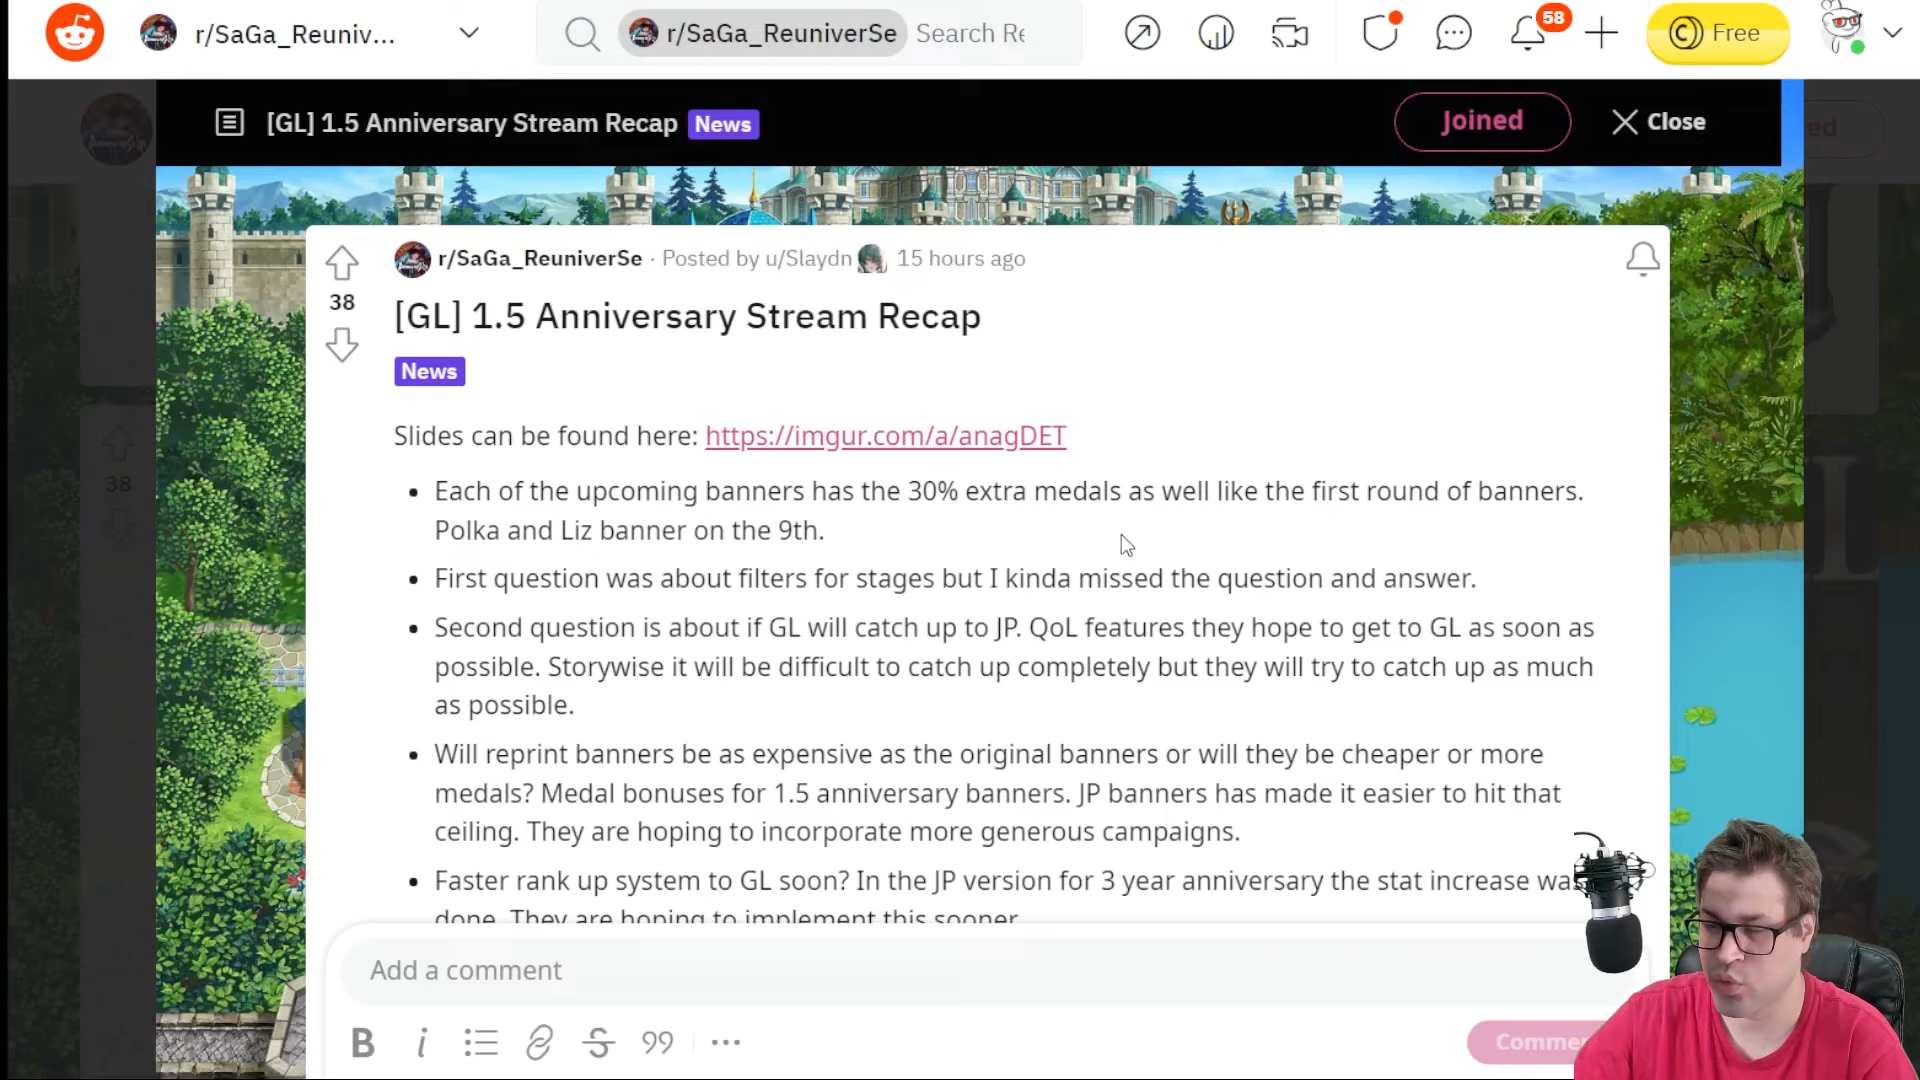 r/SaGa_Reuniv...
r/SaGa_ReuniverSe Search Re
58
Free
[GL] 1.5 Anniversary Stream Recap News
Joined
Close
38
r/SaGa_ReuniverSe · Posted by u/Slaydn 15 hours ago
[GL] 1.5 Anniversary Stream Recap
News
Slides can be found here: https://imgur.com/a/anagDET
• Each of the upcoming banners has the 30% extra medals as well like the first round of banners.
Polka and Liz banner on the 9th.
• First question was about filters for stages but I kinda missed the question and answer.
• Second question is about if GL will catch up to JP. QoL features they hope to get to GL as soon as
possible. Storywise it will be difficult to catch up completely but they will try to catch up as much
as possible.
• Will reprint banners be as expensive as the original banners or will they be cheaper or more
medals? Medal bonuses for 1.5 anniversary banners. JP banners has made it easier to hit that
ceiling. They are hoping to incorporate more generous campaigns.
• Faster rank up system to GL soon? In the JP version for 3 year anniversary the stat increase was
done. They are hoping to implement this sooner
38
Add a comment
B i S 99 ...
Comme